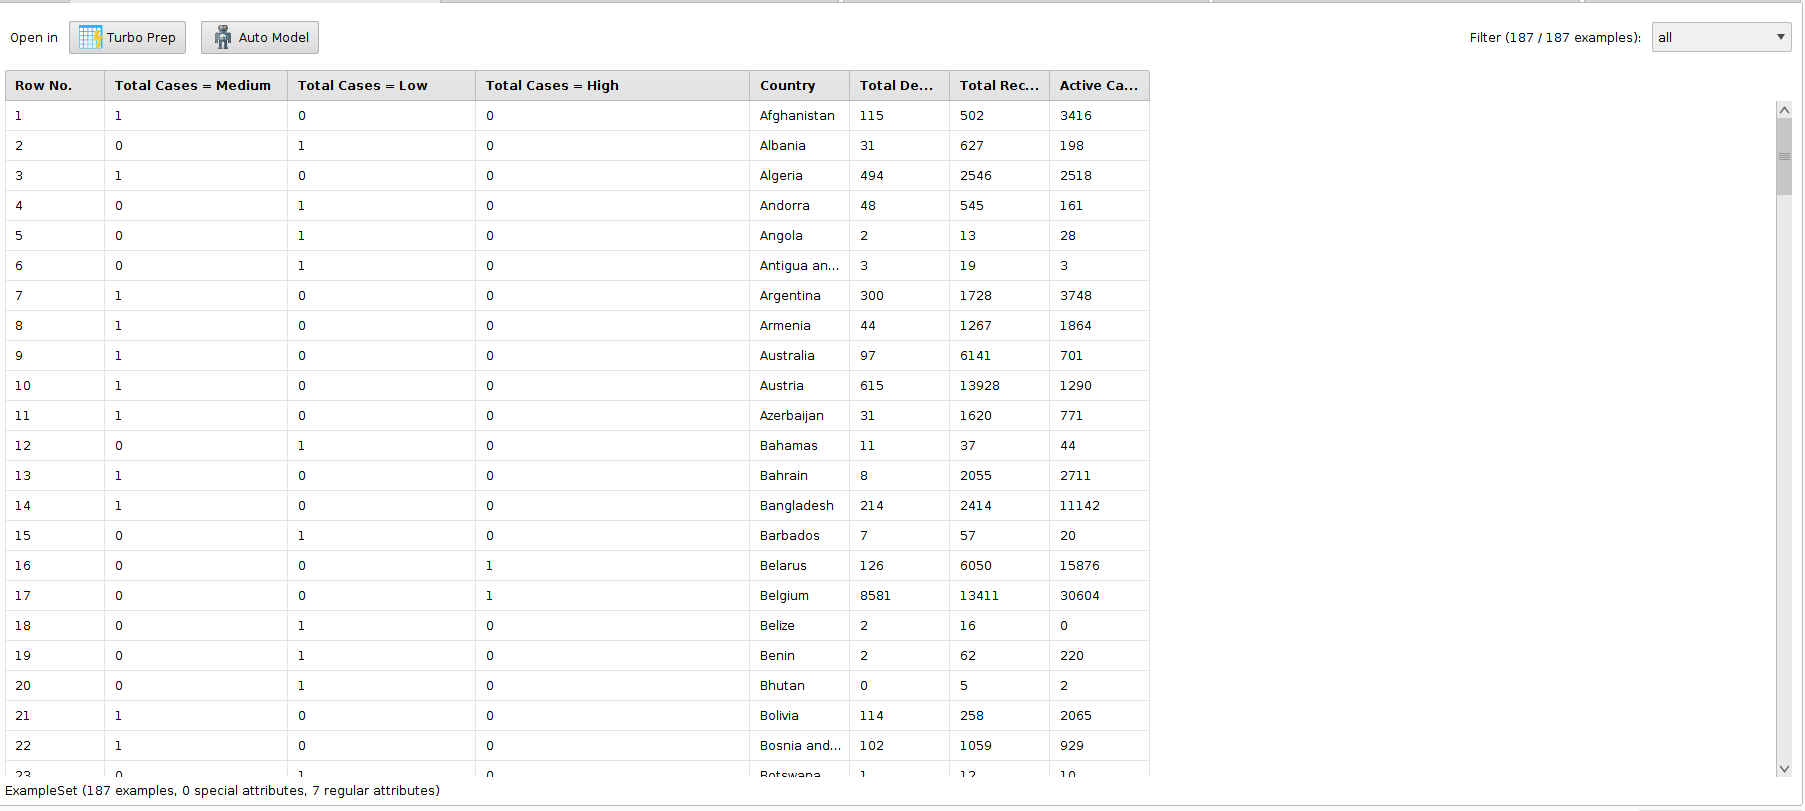 Open in Turbo Prep Auto Model Filter (187 / 187 examples): all
Row No. Total Cases = Medium Total Cases = Low Total Cases = High Country Total De... Total Rec... Active Ca...
1 1 0 0 Afghanistan 115 502 3416
2 0 1 0 Albania 31 627 198
3 1 0 0 Algeria 494 2546 2518
4 0 1 0 Andorra 48 545 161
5 0 1 0 Angola 2 13 28
6 0 1 0 Antigua an... 3 19 3
7 1 0 0 Argentina 300 1728 3748
8 1 0 0 Armenia 44 1267 1864
9 1 0 0 Australia 97 6141 701
10 1 0 0 Austria 615 13928 1290
11 1 0 0 Azerbaijan 31 1620 771
12 0 1 0 Bahamas 11 37 44
13 1 0 0 Bahrain 8 2055 2711
14 1 0 0 Bangladesh 214 2414 11142
15 0 1 0 Barbados 7 57 20
16 0 0 1 Belarus 126 6050 15876
17 0 0 1 Belgium 8581 13411 30604
18 0 1 0 Belize 2 16 0
19 0 1 0 Benin 2 62 220
20 0 1 0 Bhutan 0 5 2
21 1 0 0 Bolivia 114 258 2065
22 1 0 0 Bosnia and... 102 1059 929
23 0 1 0 Botswana 1 12 10
ExampleSet (187 examples, 0 special attributes, 7 regular attributes)